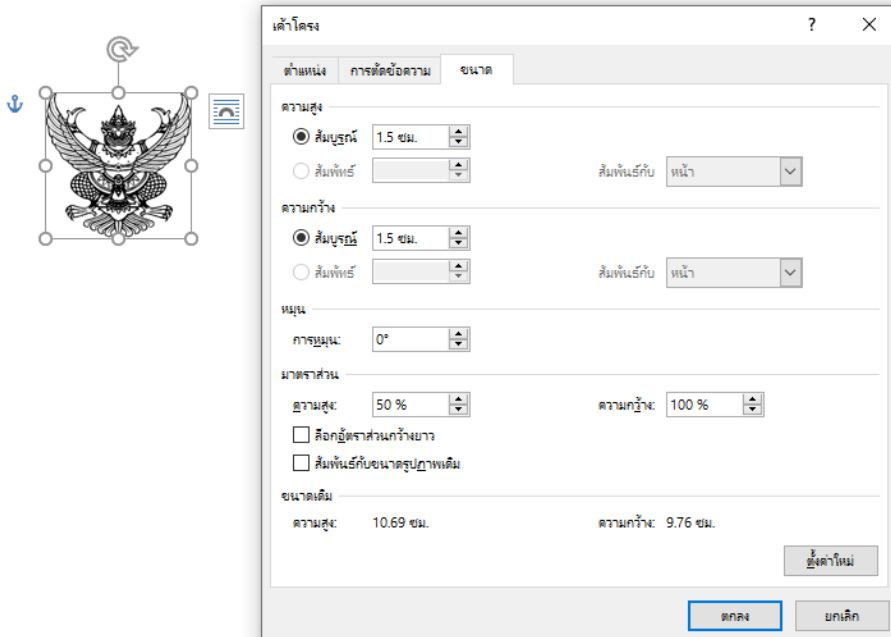 เค้าโครง ? ×
ตำแหน่ง การตัดข้อความ ขนาด
ความสูง
สัมบูรณ์ 1.5 ซม.
สัมพัทธ์ สัมพันธ์กับ หน้า
ความกว้าง
สัมบูรณ์ 1.5 ซม.
สัมพัทธ์ สัมพันธ์กับ หน้า
หมุน
การหมุน: 0°
มาตราส่วน
ความสูง: 50 % ความกว้าง: 100 %
ล็อกอัตราส่วนกว้างยาว
สัมพันธ์กับขนาดรูปภาพเดิม
ขนาดเดิม
ความสูง: 10.69 ซม. ความกว้าง: 9.76 ซม.
ตั้งค่าใหม่
ตกลง ยกเลิก